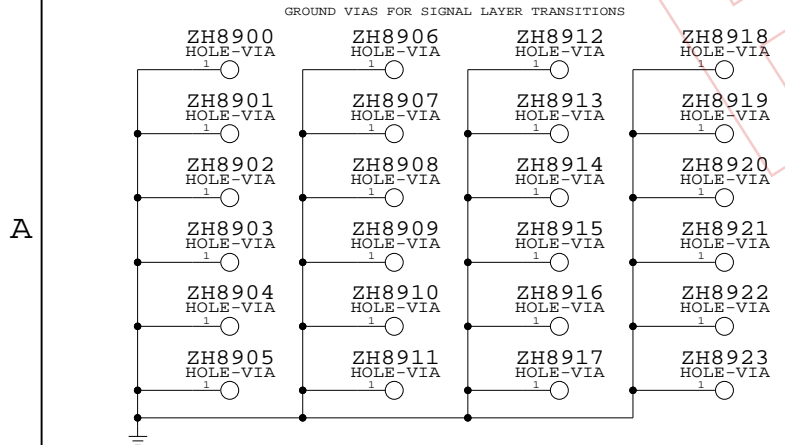 GROUND VIAS FOR SIGNAL LAYER TRANSITIONS
ZH8900 ZH8906 ZH8912 ZH8918
HOLE-VIA HOLE-VIA HOLE-VIA HOLE-VIA
1 1 1 1
ZH8901 ZH8907 ZH8913 ZH8919
HOLE-VIA HOLE-VIA HOLE-VIA HOLE-VIA
1 1 1 1
ZH8902 ZH8908 ZH8914 ZH8920
HOLE-VIA HOLE-VIA HOLE-VIA HOLE-VIA
1 1 1 1
A
ZH8903 ZH8909 ZH8915 ZH8921
HOLE-VIA HOLE-VIA HOLE-VIA HOLE-VIA
1 1 1 1
ZH8904 ZH8910 ZH8916 ZH8922
HOLE-VIA HOLE-VIA HOLE-VIA HOLE-VIA
1 1 1 1
ZH8905 ZH8911 ZH8917 ZH8923
HOLE-VIA HOLE-VIA HOLE-VIA HOLE-VIA
1 1 1 1